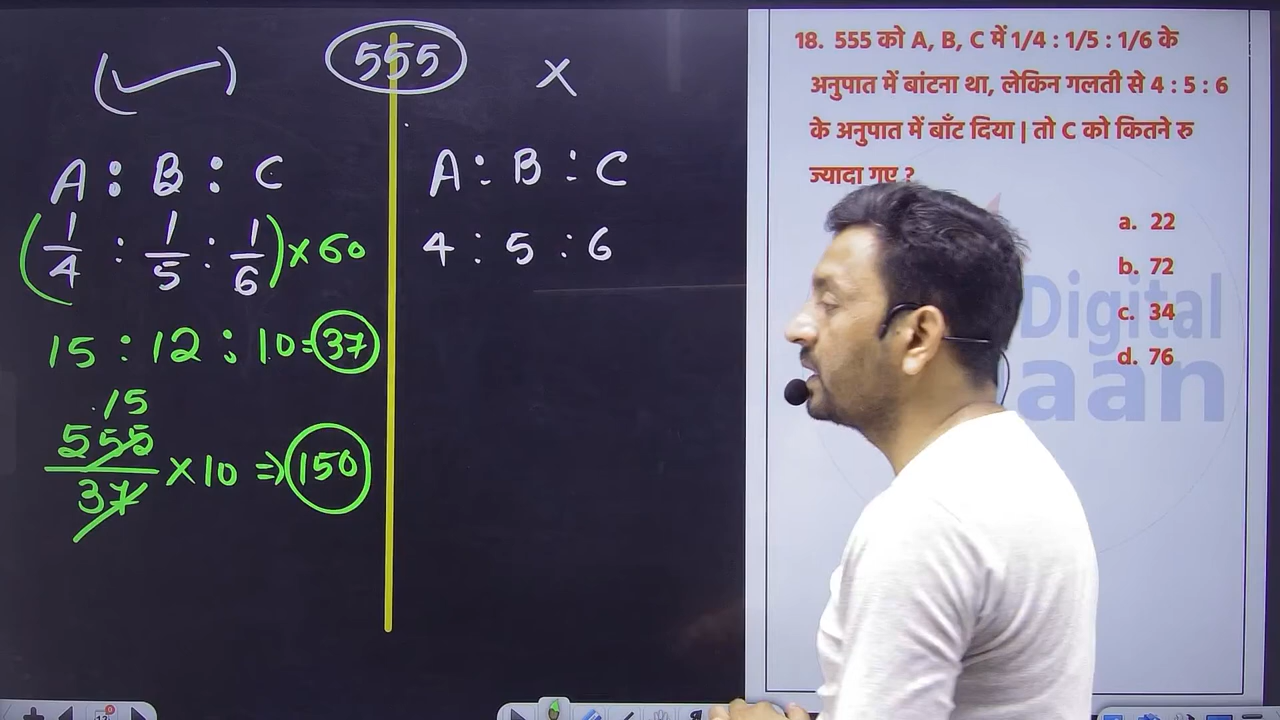 555
X
A : B : C
(1/4 : 1/5 : 1/6) × 60
15 : 12 : 10 = 37
15
555/37 × 10 ⇒ 150
A : B : C
4 : 5 : 6
18. 555 को A, B, C में 1/4 : 1/5 : 1/6 के
अनुपात में बांटना था, लेकिन गलती से 4 : 5 : 6
के अनुपात में बाँट दिया | तो C को कितने रु
ज्यादा गए ?
a. 22
b. 72
c. 34
d. 76
Digital
aan